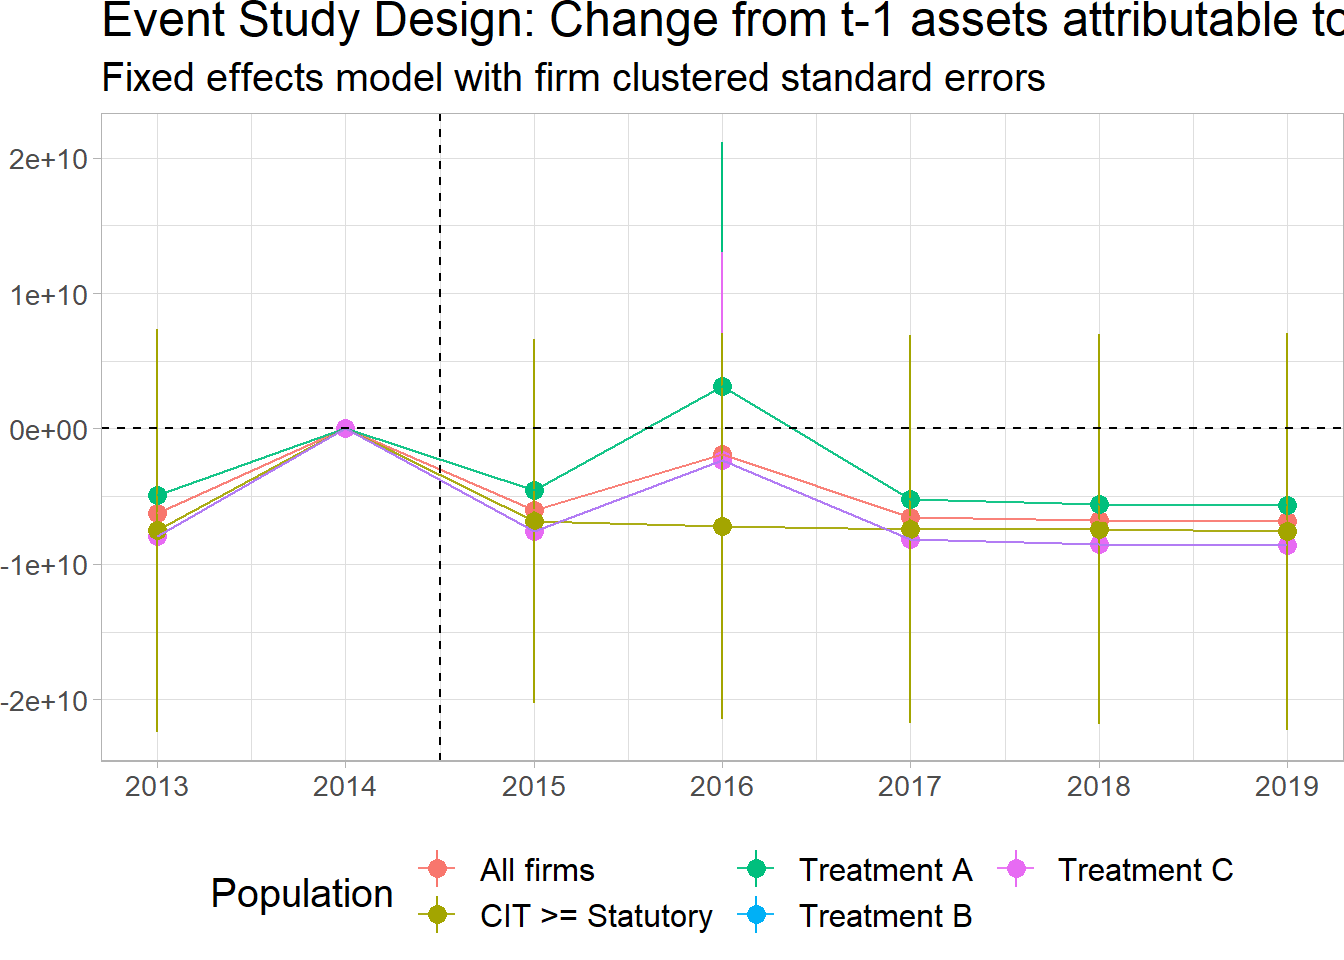 Event Study Design: Change from t-1 assets attributable to
Fixed effects model with firm clustered standard errors
2e+10
1e+10
0e+00
-1e+10
-2e+10
2013 2014 2015 2016 2017 2018 2019
Population
All firms Treatment A Treatment C
CIT >= Statutory Treatment B